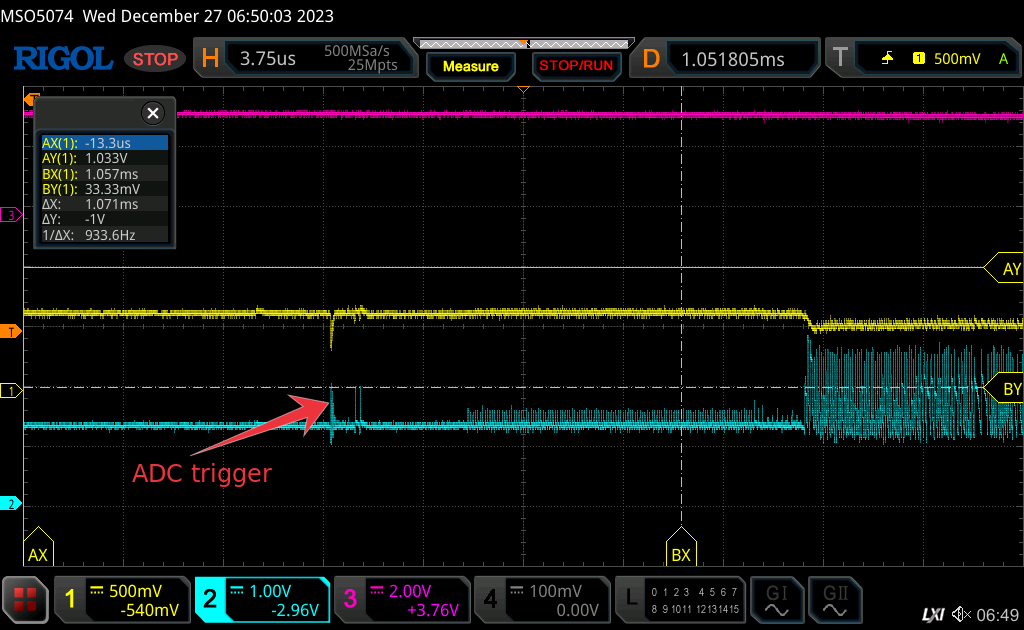 MSO5074 Wed December 27 06:50:03 2023
RIGOL STOP H 3.75us 500MSa/s 25Mpts Measure STOP/RUN D 1.051805ms T 1 500mV A
T
AX(1): -13.3us
AY(1): 1.033V
BX(1): 1.057ms
BY(1): 33.33mV
ΔX: 1.071ms
ΔY: -1V
1/ΔX: 933.6Hz
3
AY
T
1
BY
ADC trigger
2
AX BX
1 500mV -540mV 2 1.00V -2.96V 3 2.00V +3.76V 4 100mV 0.00V L 0 1 2 3 4 5 6 7 8 9 10 11 12 13 14 15 GI GII
LXI 06:49